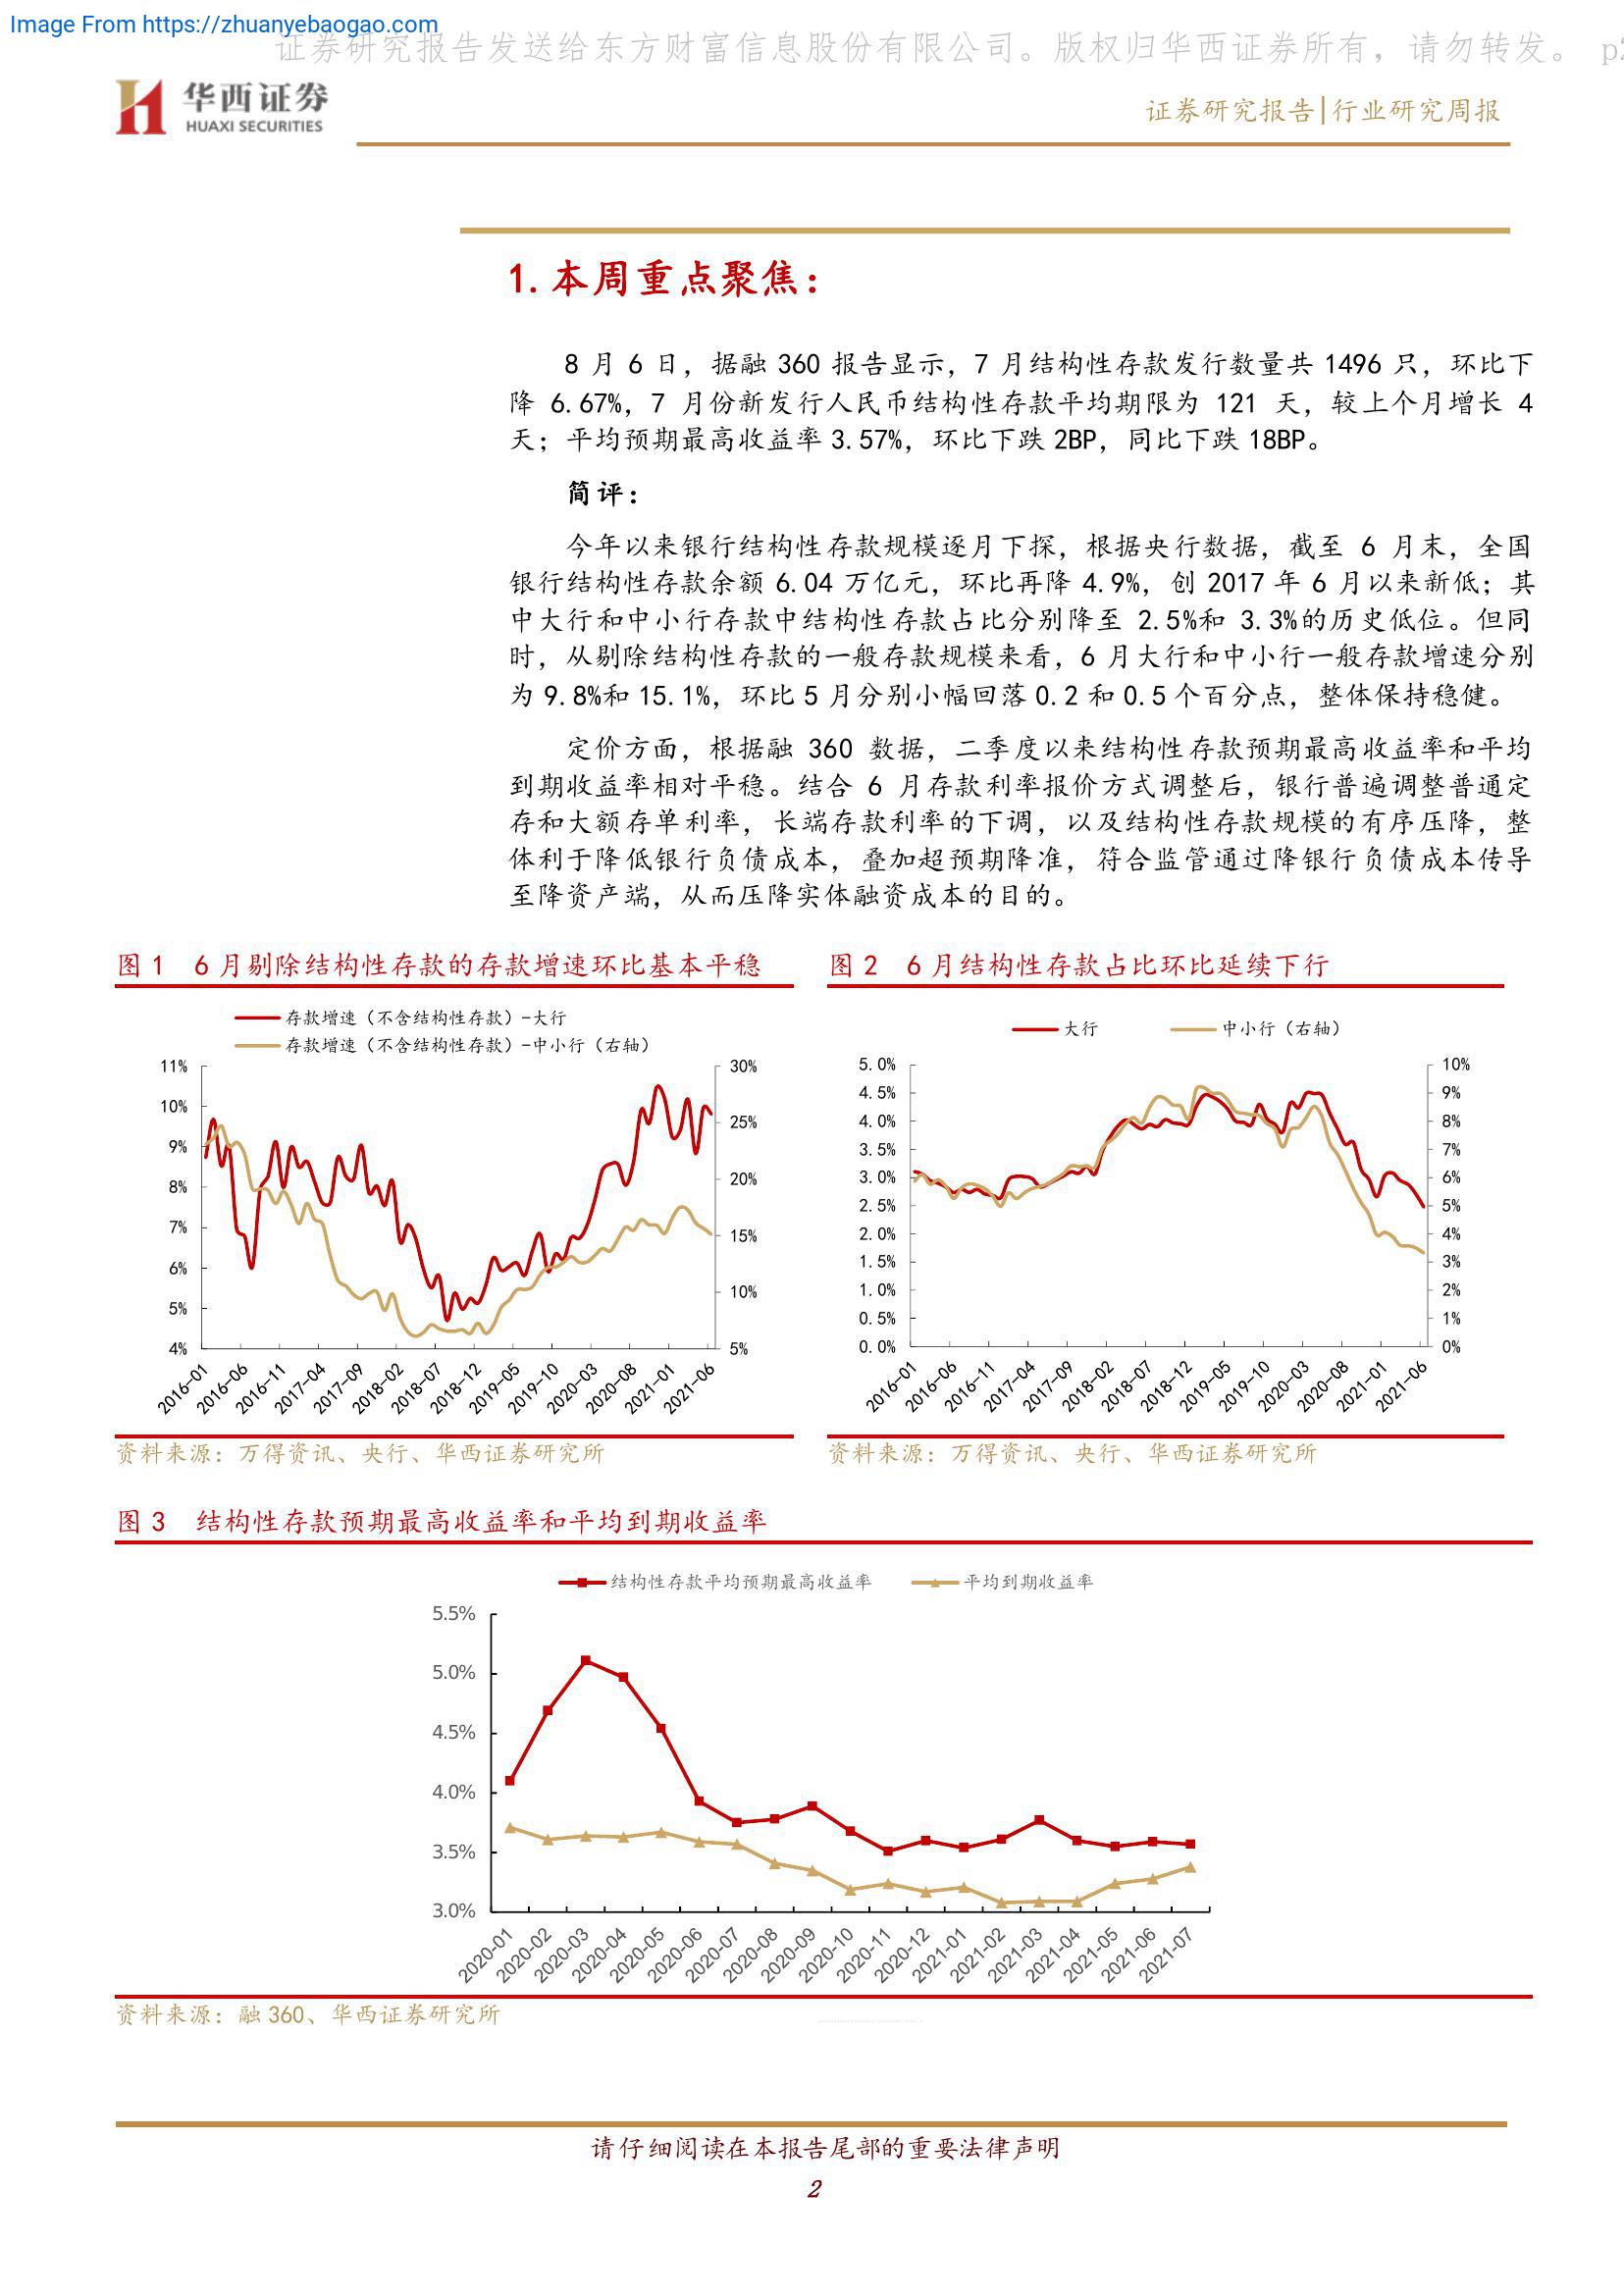 Image From https://zhuanyebaogao.com
证券研究报告发送给东方财富信息股份有限公司。版权归华西证券所有，请勿转发。 p2
华西证券
HUAXI SECURITIES
证券研究报告|行业研究周报
1.本周重点聚焦：
8 月 6 日，据融 360 报告显示，7 月结构性存款发行数量共 1496 只，环比下
降 6.67%，7 月份新发行人民币结构性存款平均期限为 121 天，较上个月增长 4
天；平均预期最高收益率 3.57%，环比下跌 2BP，同比下跌 18BP。
简评：
今年以来银行结构性存款规模逐月下探，根据央行数据，截至 6 月末，全国
银行结构性存款余额 6.04 万亿元，环比再降 4.9%，创 2017 年 6 月以来新低；其
中大行和中小行存款中结构性存款占比分别降至 2.5%和 3.3%的历史低位。但同
时，从剔除结构性存款的一般存款规模来看，6 月大行和中小行一般存款增速分别
为 9.8%和 15.1%，环比 5 月分别小幅回落 0.2 和 0.5 个百分点，整体保持稳健。
定价方面，根据融 360 数据，二季度以来结构性存款预期最高收益率和平均
到期收益率相对平稳。结合 6 月存款利率报价方式调整后，银行普遍调整普通定
存和大额存单利率，长端存款利率的下调，以及结构性存款规模的有序压降，整
体利于降低银行负债成本，叠加超预期降准，符合监管通过降银行负债成本传导
至降资产端，从而压降实体融资成本的目的。
图 1 6 月剔除结构性存款的存款增速环比基本平稳
存款增速（不含结构性存款）-大行
存款增速（不含结构性存款）-中小行（右轴）
11%
10%
9%
8%
7%
6%
5%
4%
30%
25%
20%
15%
10%
5%
2016-01
2016-06
2016-11
2017-04
2017-09
2018-02
2018-07
2018-12
2019-05
2019-10
2020-03
2020-08
2021-01
2021-06
资料来源：万得资讯、央行、华西证券研究所
图 2 6 月结构性存款占比环比延续下行
大行
中小行（右轴）
5.0%
4.5%
4.0%
3.5%
3.0%
2.5%
2.0%
1.5%
1.0%
0.5%
0.0%
10%
9%
8%
7%
6%
5%
4%
3%
2%
1%
0%
2016-01
2016-06
2016-11
2017-04
2017-09
2018-02
2018-07
2018-12
2019-05
2019-10
2020-03
2020-08
2021-01
2021-06
资料来源：万得资讯、央行、华西证券研究所
图 3 结构性存款预期最高收益率和平均到期收益率
结构性存款平均预期最高收益率
平均到期收益率
5.5%
5.0%
4.5%
4.0%
3.5%
3.0%
2020-01
2020-02
2020-03
2020-04
2020-05
2020-06
2020-07
2020-08
2020-09
2020-10
2020-11
2020-12
2021-01
2021-02
2021-03
2021-04
2021-05
2021-06
2021-07
资料来源：融 360、华西证券研究所
请仔细阅读在本报告尾部的重要法律声明
2